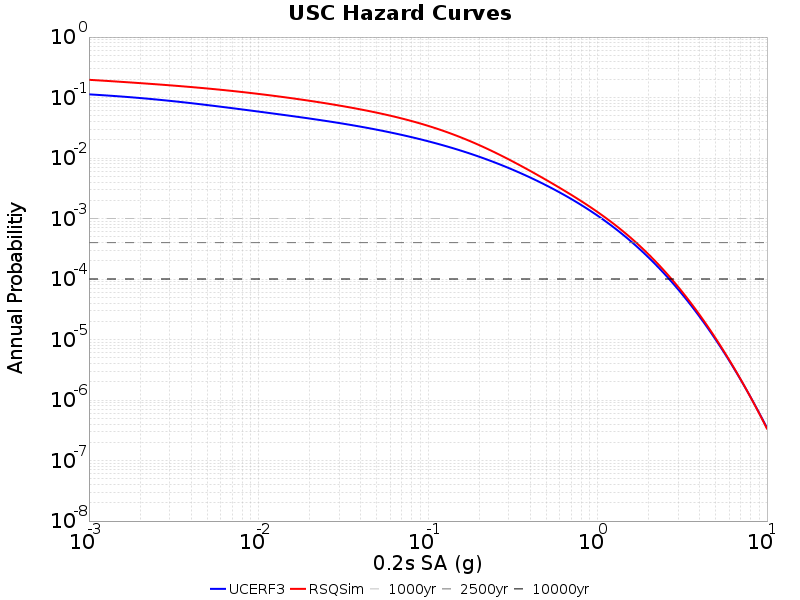 USC Hazard Curves
10^0
10^-1
10^-2
10^-3
10^-4
10^-5
10^-6
10^-7
10^-8
Annual Probabilitiy
10^-3 10^-2 10^-1 10^0 10^1
0.2s SA (g)
UCERF3 RSQSim 1000yr 2500yr 10000yr